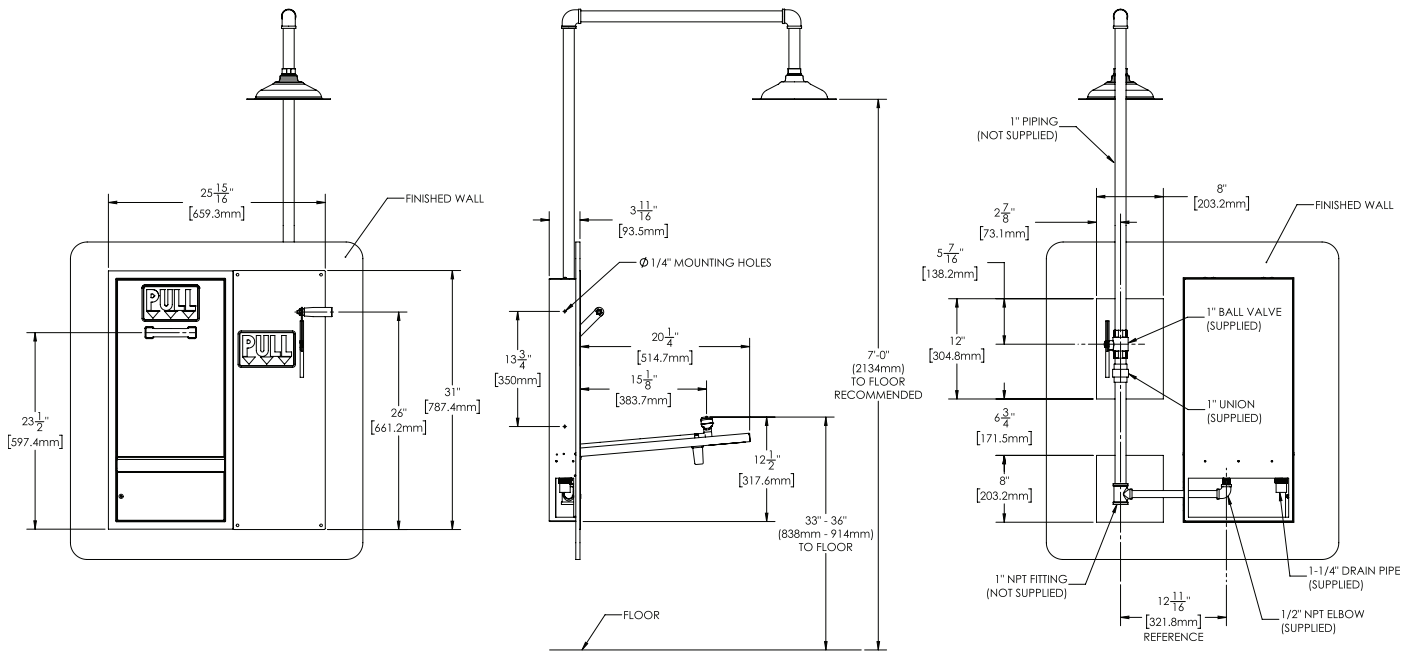 25 15/16"
[659.3mm]
FINISHED WALL
PULL
PULL
23 1/2"
[597.4mm]
26"
[661.2mm]
31"
[787.4mm]
3 11/16"
[93.5mm]
Ø 1/4" MOUNTING HOLES
13 3/4"
[350mm]
20 1/4"
[514.7mm]
15 1/8"
[383.7mm]
12 1/2"
[317.6mm]
7'-0"
(2134mm)
TO FLOOR
RECOMMENDED
33" - 36"
(838mm - 914mm)
TO FLOOR
FLOOR
1" PIPING
(NOT SUPPLIED)
8"
[203.2mm]
2 7/8"
[73.1mm]
FINISHED WALL
5 7/16"
[138.2mm]
12"
[304.8mm]
1" BALL VALVE
(SUPPLIED)
1" UNION
(SUPPLIED)
6 3/4"
[171.5mm]
8"
[203.2mm]
1" NPT FITTING
(NOT SUPPLIED)
12 11/16"
[321.8mm]
REFERENCE
1-1/4" DRAIN PIPE
(SUPPLIED)
1/2" NPT ELBOW
(SUPPLIED)